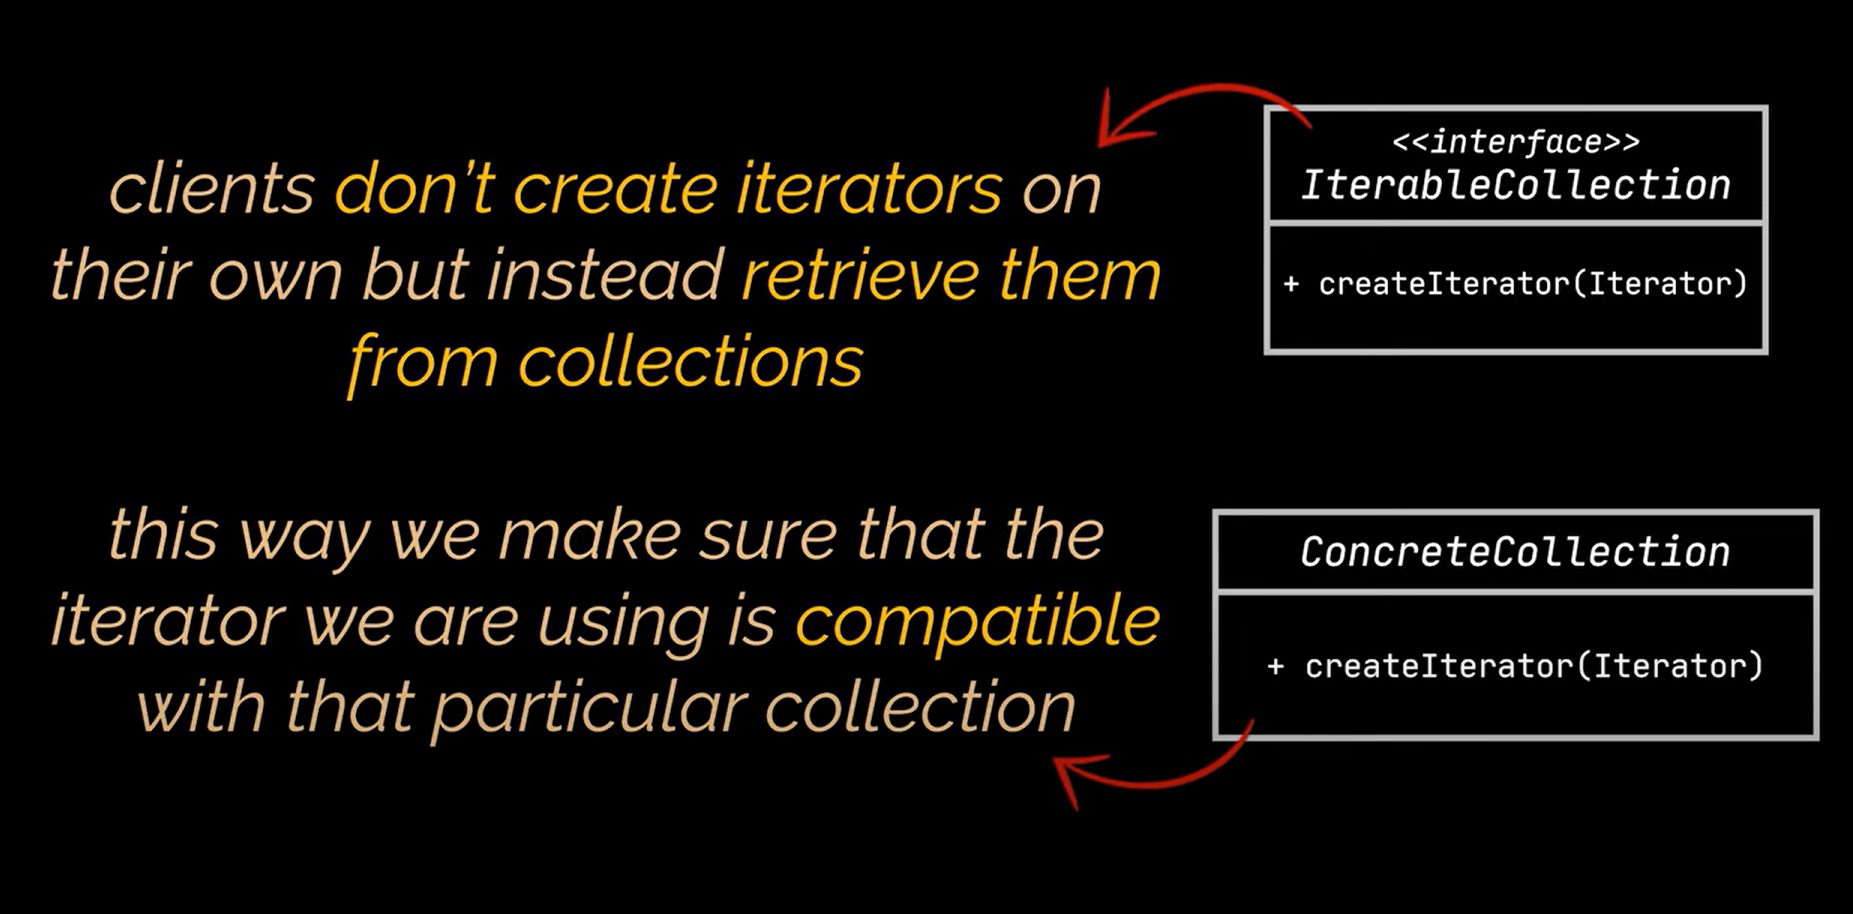 clients don't create iterators on
their own but instead retrieve them
from collections
<<interface>>
IterableCollection
+ createIterator(Iterator)
this way we make sure that the
iterator we are using is compatible
with that particular collection
ConcreteCollection
+ createIterator(Iterator)